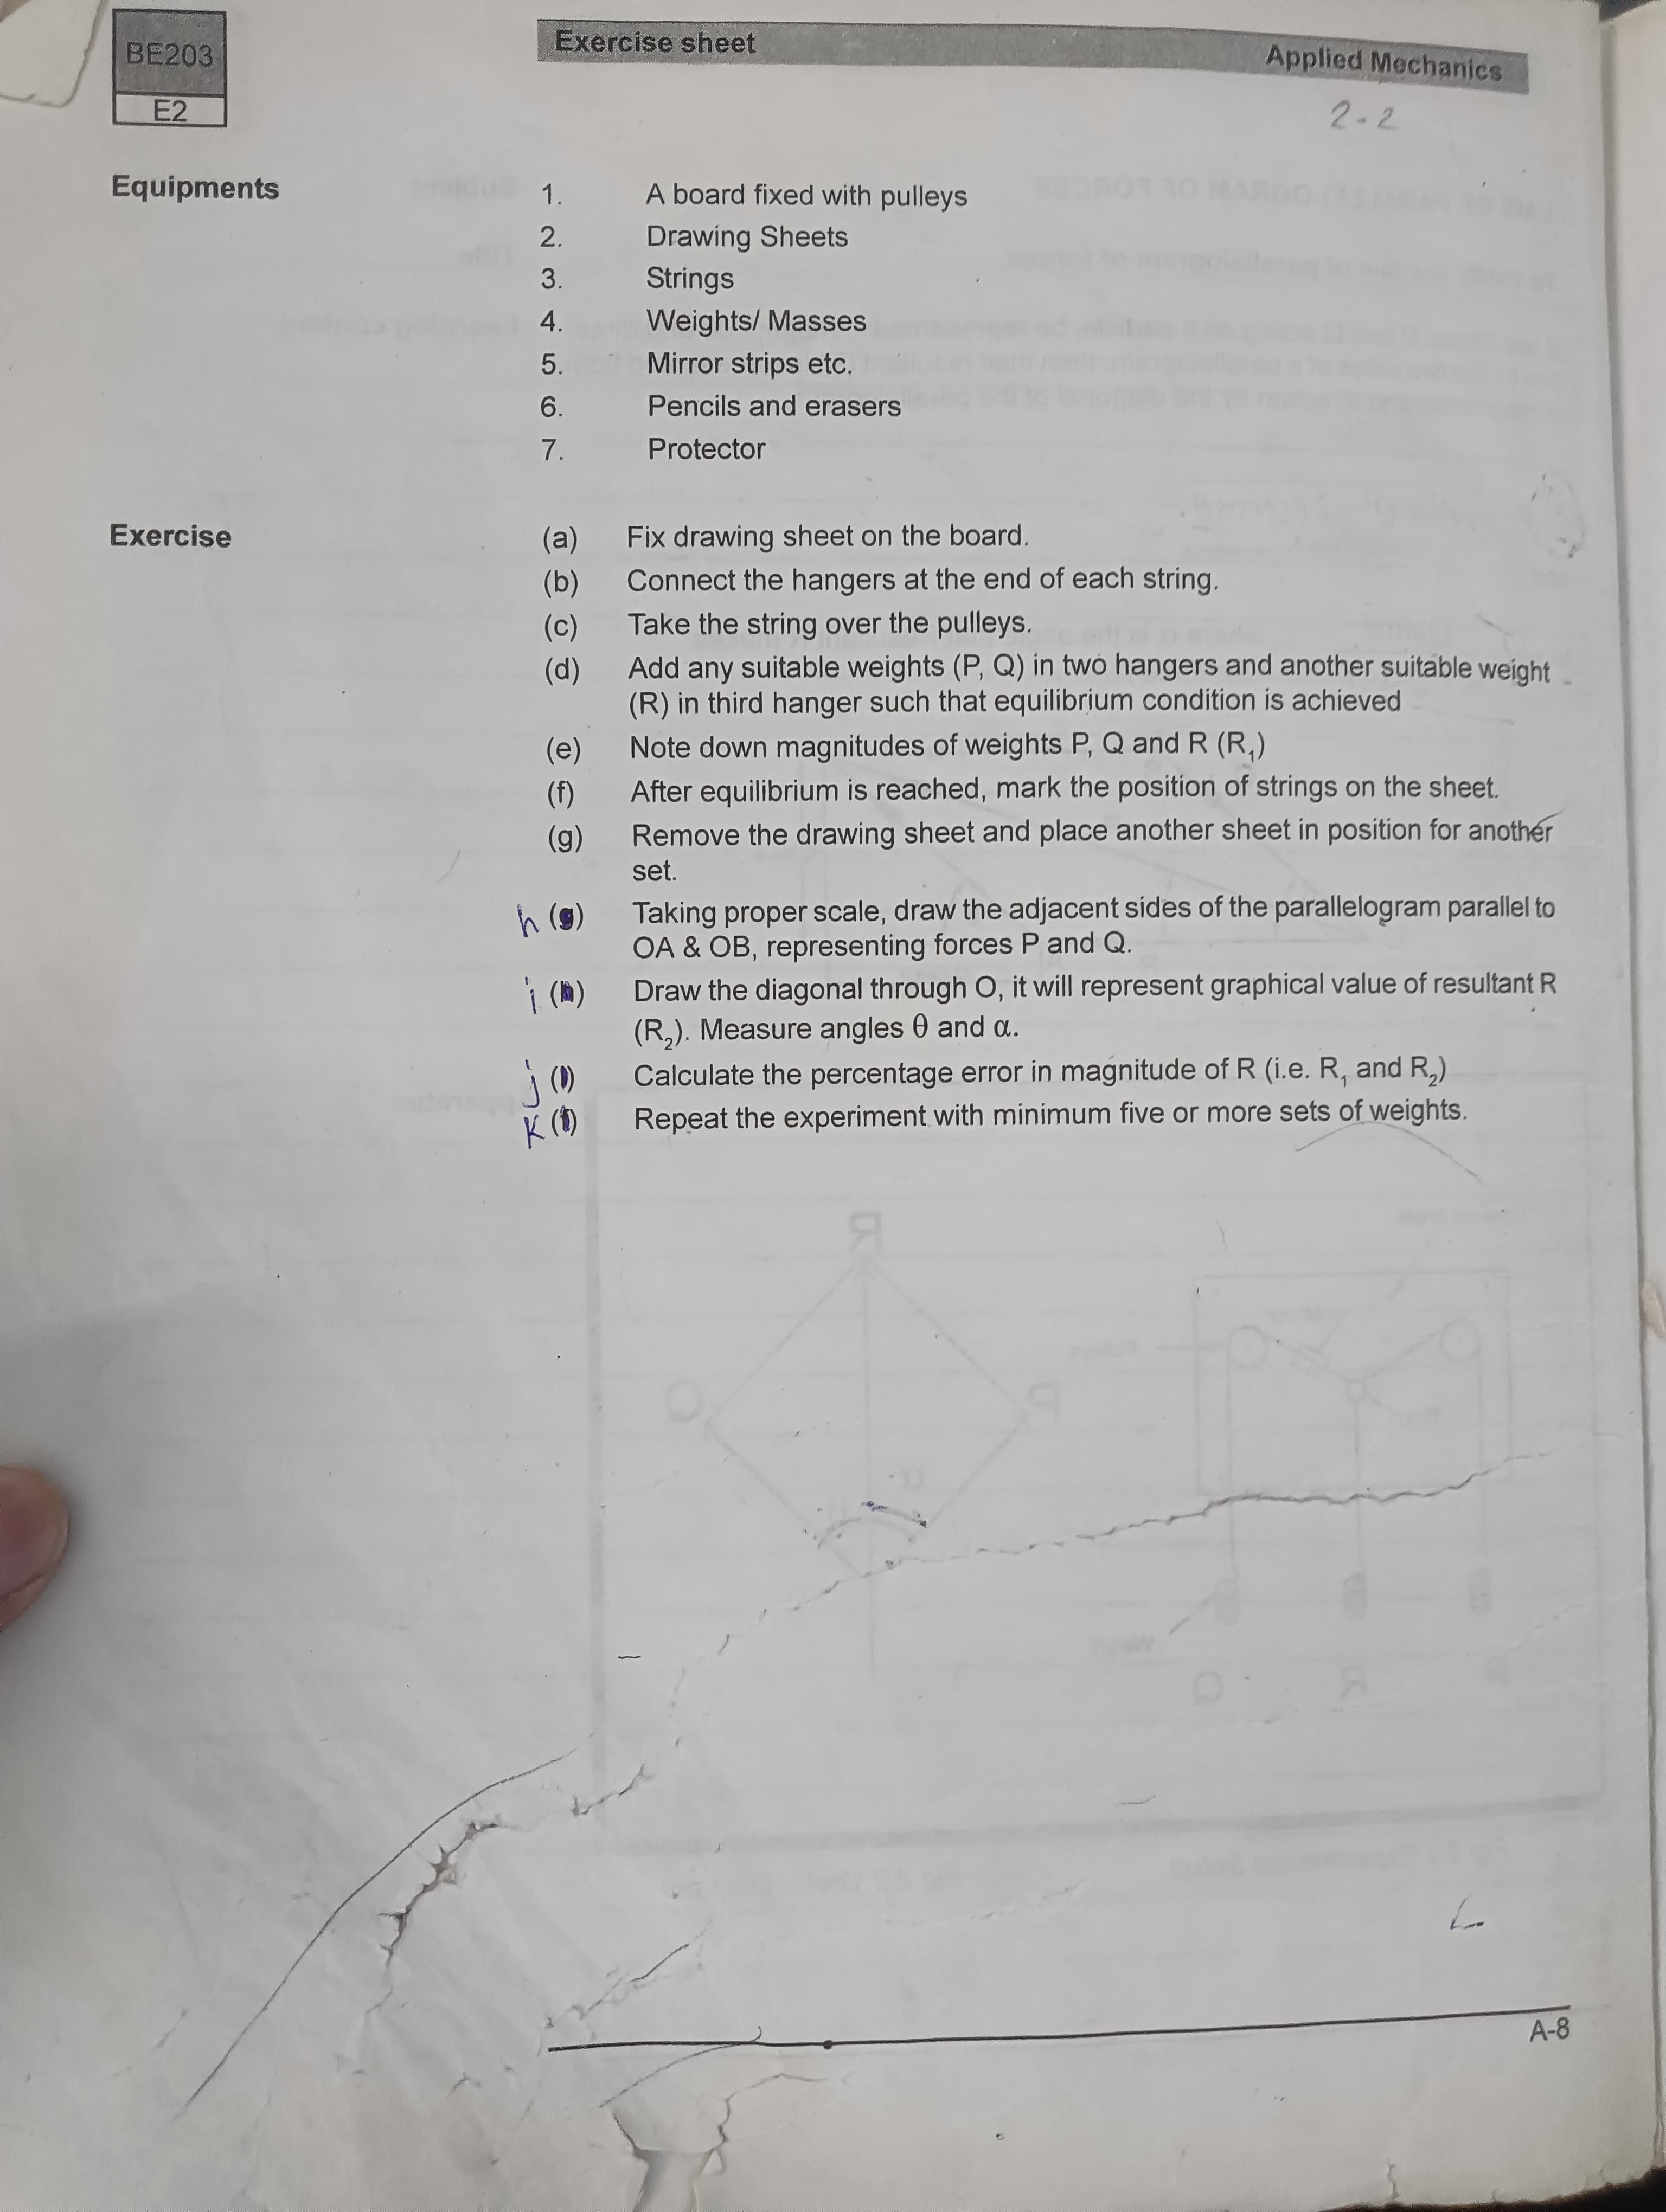 BE203
E2
Exercise sheet
Applied Mechanics
2-2
Equipments
1. A board fixed with pulleys
2. Drawing Sheets
3. Strings
4. Weights/ Masses
5. Mirror strips etc.
6. Pencils and erasers
7. Protector
Exercise
(a) Fix drawing sheet on the board.
(b) Connect the hangers at the end of each string.
(c) Take the string over the pulleys.
(d) Add any suitable weights (P, Q) in two hangers and another suitable weight
(R) in third hanger such that equilibrium condition is achieved
(e) Note down magnitudes of weights P, Q and R (R₁)
(f) After equilibrium is reached, mark the position of strings on the sheet.
(g) Remove the drawing sheet and place another sheet in position for another
set.
h (g) Taking proper scale, draw the adjacent sides of the parallelogram parallel to
OA & OB, representing forces P and Q.
i (h) Draw the diagonal through O, it will represent graphical value of resultant R
(R₂). Measure angles θ and α.
j (I) Calculate the percentage error in magnitude of R (i.e. R₁ and R₂)
K Repeat the experiment with minimum five or more sets of weights.
A-8